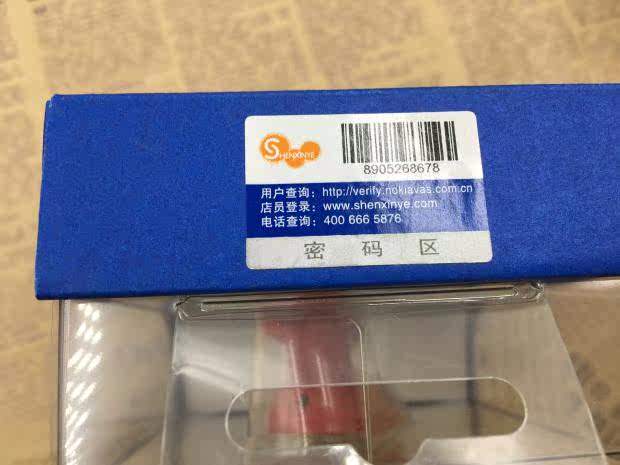 SHENXINYE
8905268678
用户查询：http://verify.nokiavas.com.cn
店员登录：www.shenxinye.com
电话查询：400 666 5876
密 码 区